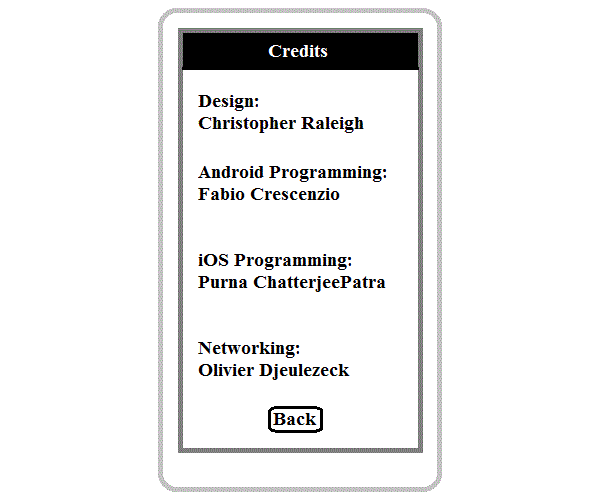 Credits
Design:
Christopher Raleigh
Android Programming:
Fabio Crescenzio
iOS Programming:
Purna ChatterjeePatra
Networking:
Olivier Djeulezeck
Back